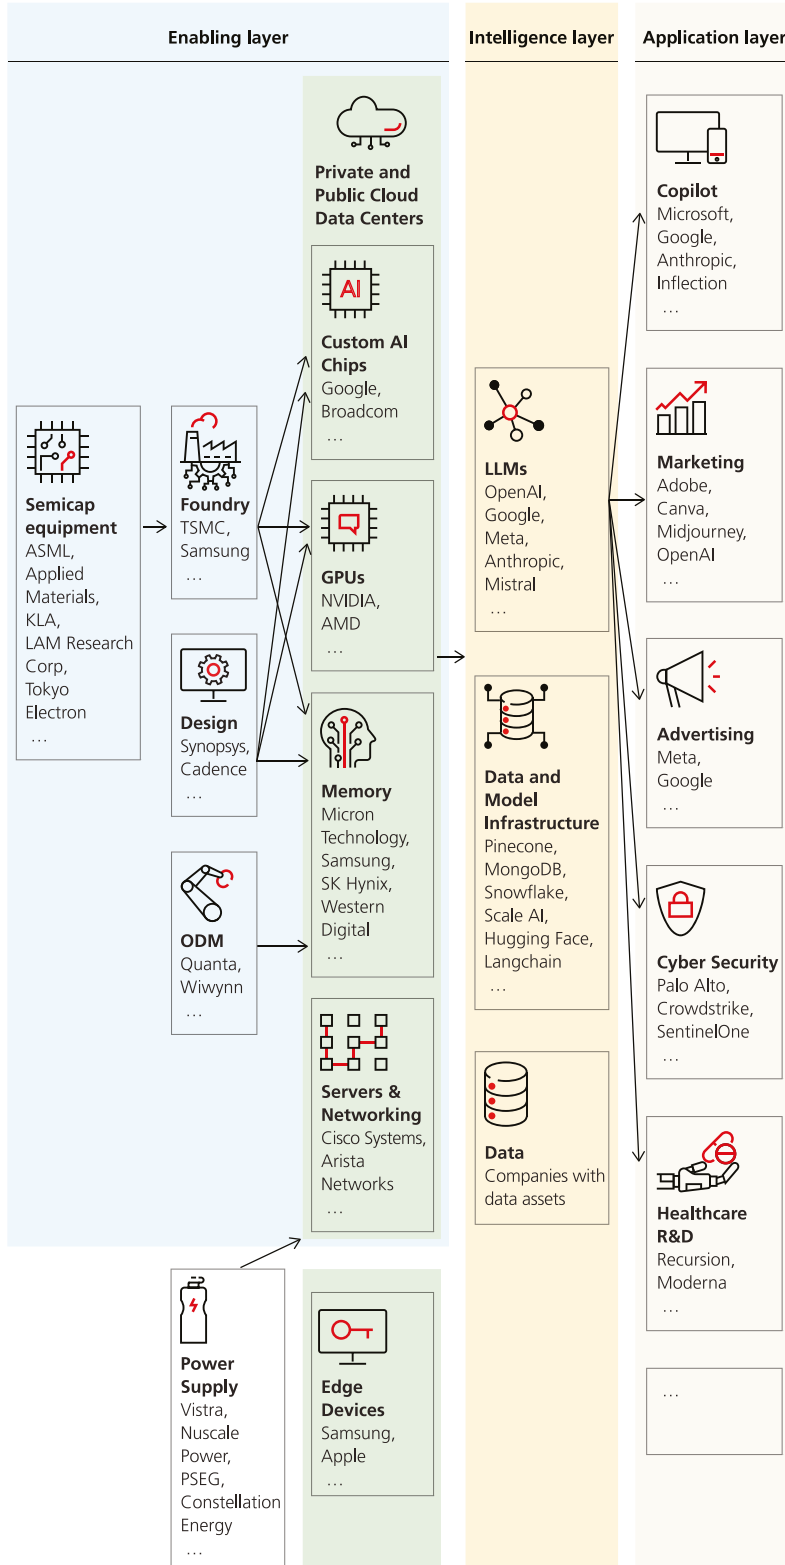 Enabling layer
Intelligence layer
Application layer
Private and
Public Cloud
Data Centers
AI
Custom AI
Chips
Google,
Broadcom
…
Semicap
equipment
ASML,
Applied
Materials,
KLA,
LAM Research
Corp,
Tokyo
Electron
…
Foundry
TSMC,
Samsung
…
GPUs
NVIDIA,
AMD
…
Design
Synopsys,
Cadence
…
Memory
Micron
Technology,
Samsung,
SK Hynix,
Western
Digital
…
ODM
Quanta,
Wiwynn
…
Servers &
Networking
Cisco Systems,
Arista
Networks
…
Power
Supply
Vistra,
Nuscale
Power,
PSEG,
Constellation
Energy
…
Edge
Devices
Samsung,
Apple
…
LLMs
OpenAI,
Google,
Meta,
Anthropic,
Mistral
…
Data and
Model
Infrastructure
Pinecone,
MongoDB,
Snowflake,
Scale AI,
Hugging Face,
Langchain
…
Data
Companies with
data assets
Copilot
Microsoft,
Google,
Anthropic,
Inflection
…
Marketing
Adobe,
Canva,
Midjourney,
OpenAI
…
Advertising
Meta,
Google
…
Cyber Security
Palo Alto,
Crowdstrike,
SentinelOne
…
Healthcare
R&D
Recursion,
Moderna
…
…